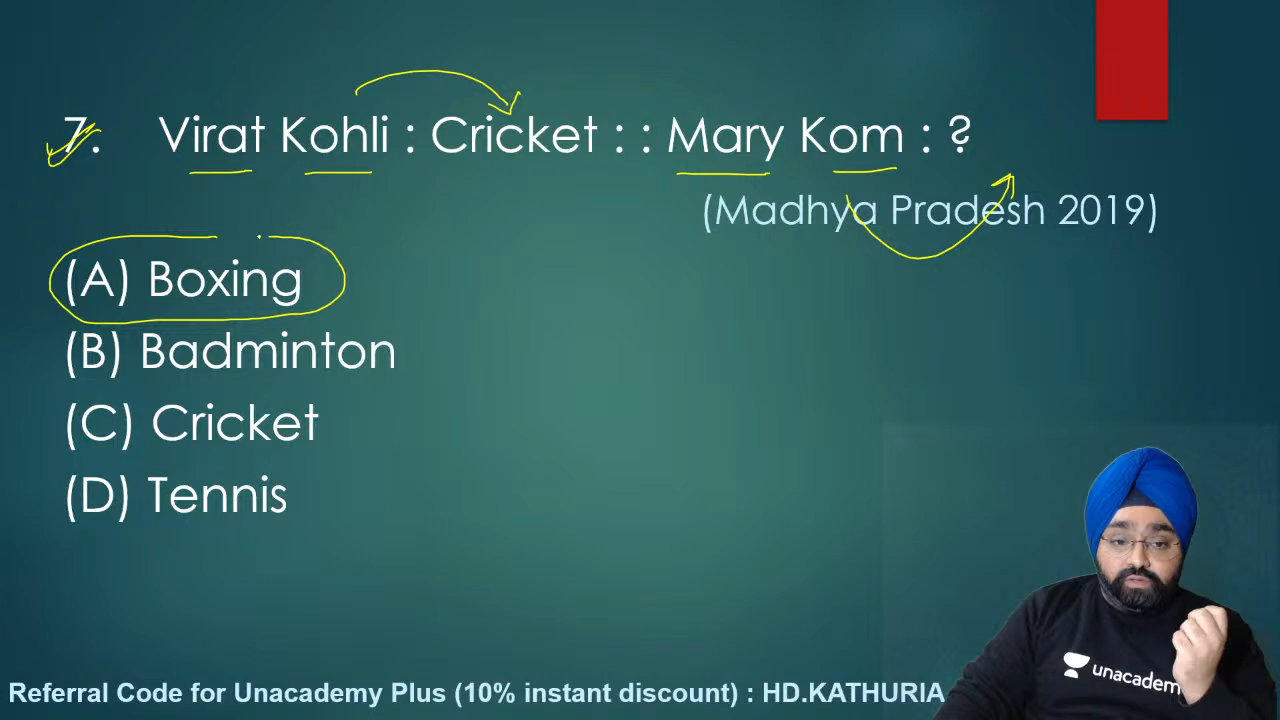 7. Virat Kohli : Cricket : : Mary Kom : ?
(Madhya Pradesh 2019)
(A) Boxing
(B) Badminton
(C) Cricket
(D) Tennis
unacadem
Referral Code for Unacademy Plus (10% instant discount) : HD.KATHURIA